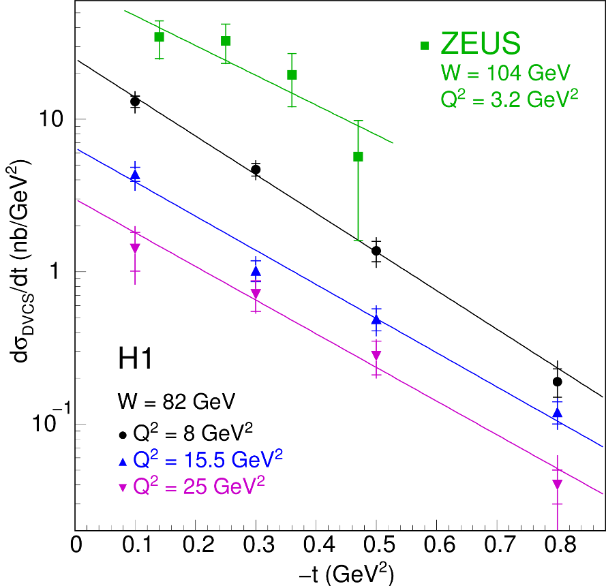 ZEUS
W = 104 GeV
Q² = 3.2 GeV²
10
1
10⁻¹
dσDVCS/dt (nb/GeV²)
H1
W = 82 GeV
Q² = 8 GeV²
Q² = 15.5 GeV²
Q² = 25 GeV²
0 0.1 0.2 0.3 0.4 0.5 0.6 0.7 0.8
−t (GeV²)